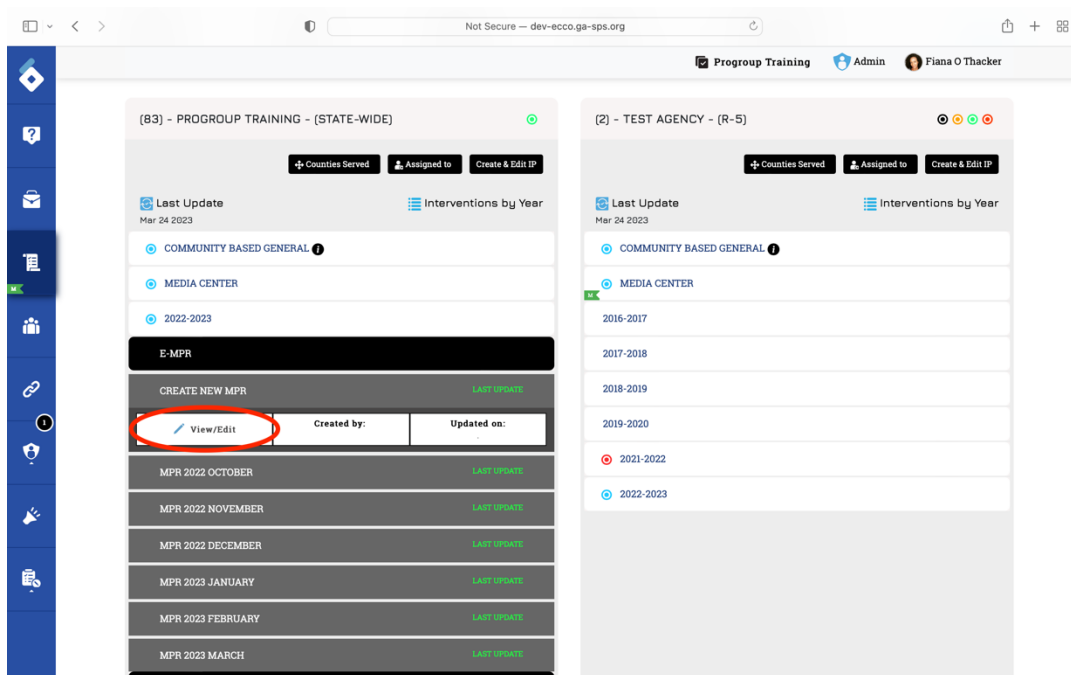 Not Secure — dev-ecco.ga-sps.org
Progroup Training
Admin
Fiana O Thacker
(83) - PROGROUP TRAINING - (STATE-WIDE)
Counties Served
Assigned to
Create & Edit IP
Last Update
Interventions by Year
Mar 24 2023
COMMUNITY BASED GENERAL
MEDIA CENTER
2022-2023
E-MPR
CREATE NEW MPR
LAST UPDATE
View/Edit
Created by:
Updated on:
-
MPR 2022 OCTOBER
LAST UPDATE
MPR 2022 NOVEMBER
LAST UPDATE
MPR 2022 DECEMBER
LAST UPDATE
MPR 2023 JANUARY
LAST UPDATE
MPR 2023 FEBRUARY
LAST UPDATE
MPR 2023 MARCH
LAST UPDATE
(2) - TEST AGENCY - (R-5)
Counties Served
Assigned to
Create & Edit IP
Last Update
Interventions by Year
Mar 24 2023
COMMUNITY BASED GENERAL
MEDIA CENTER
M
2016-2017
2017-2018
2018-2019
2019-2020
2021-2022
2022-2023
M
1